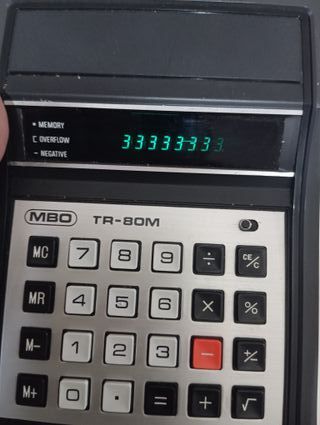 • MEMORY
[ OVERFLOW
– NEGATIVE
33333333
MBO TR-80M
MC 7 8 9 ÷ CE/C
MR 4 5 6 × %
M– 1 2 3 – +/–
M+ 0 • = + √